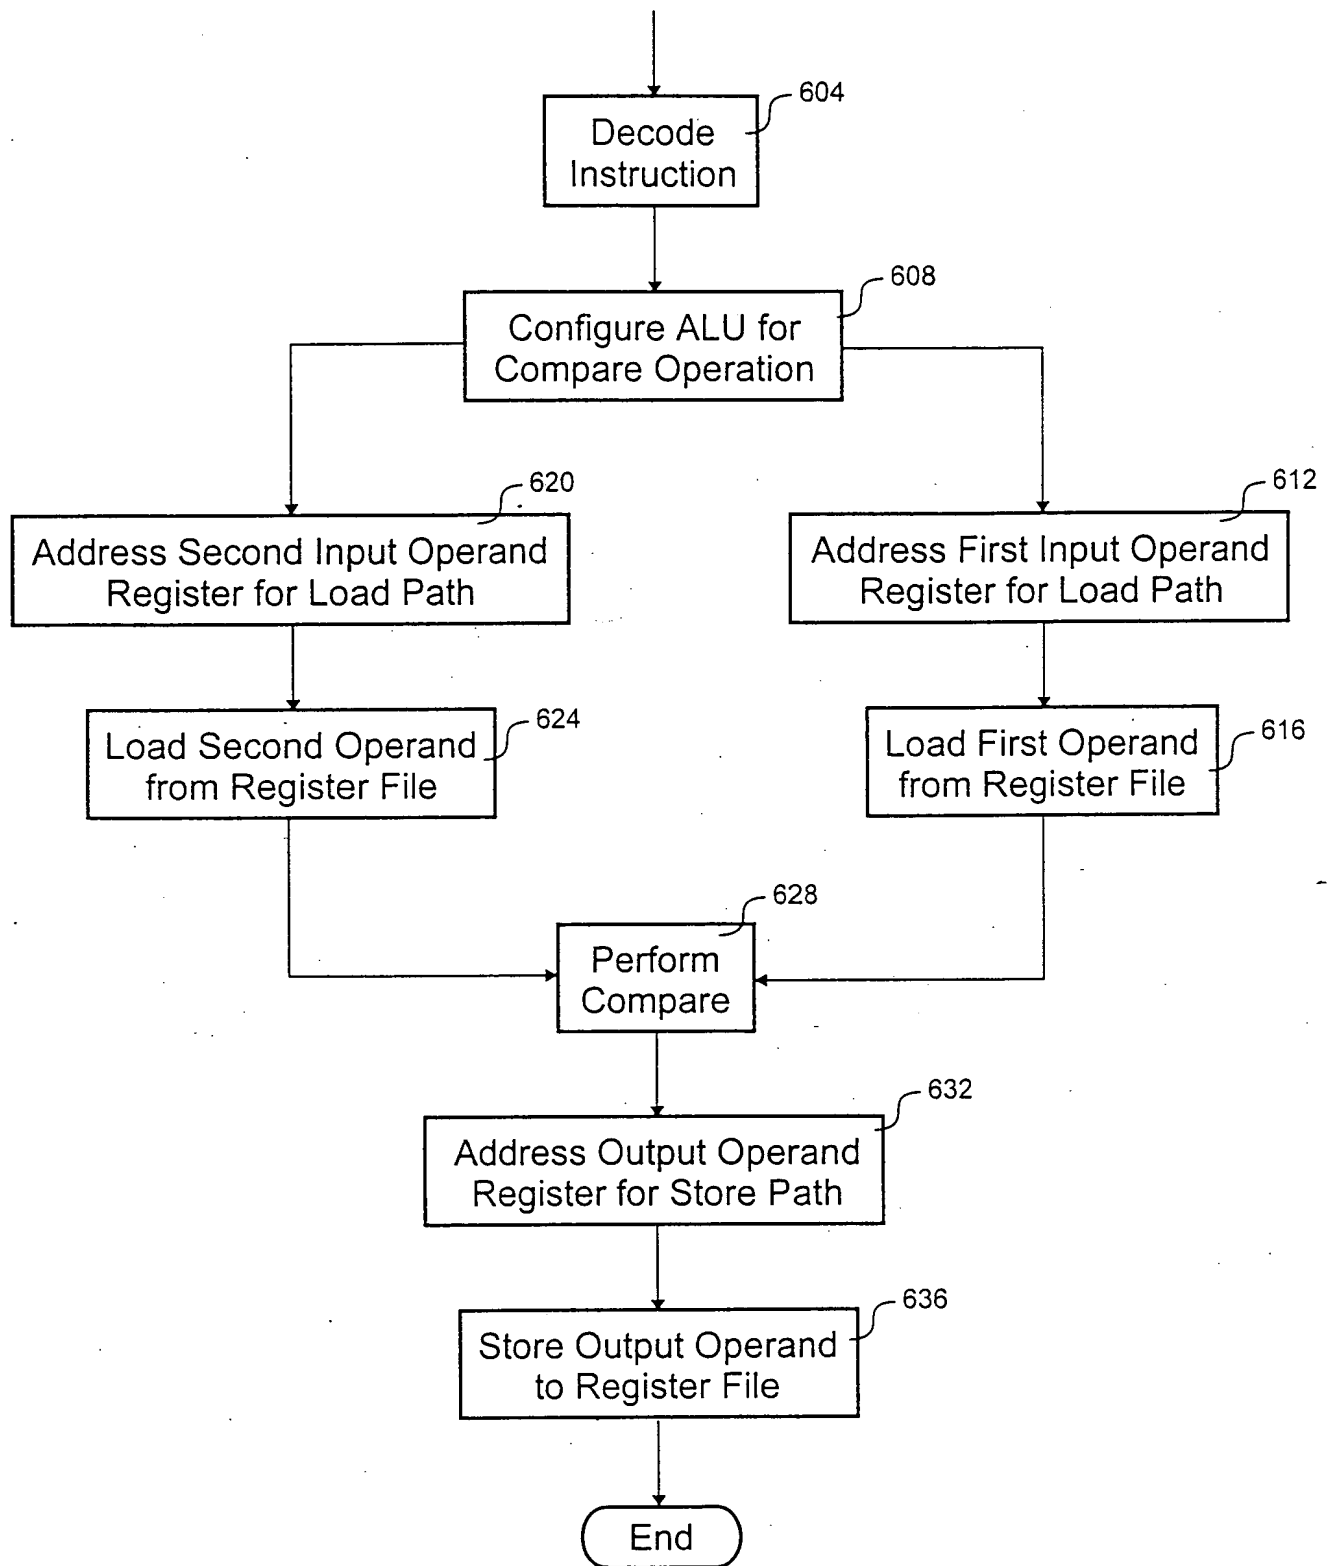 604
Decode
Instruction
608
Configure ALU for
Compare Operation
620
Address Second Input Operand
Register for Load Path
612
Address First Input Operand
Register for Load Path
624
Load Second Operand
from Register File
616
Load First Operand
from Register File
628
Perform
Compare
632
Address Output Operand
Register for Store Path
636
Store Output Operand
to Register File
End